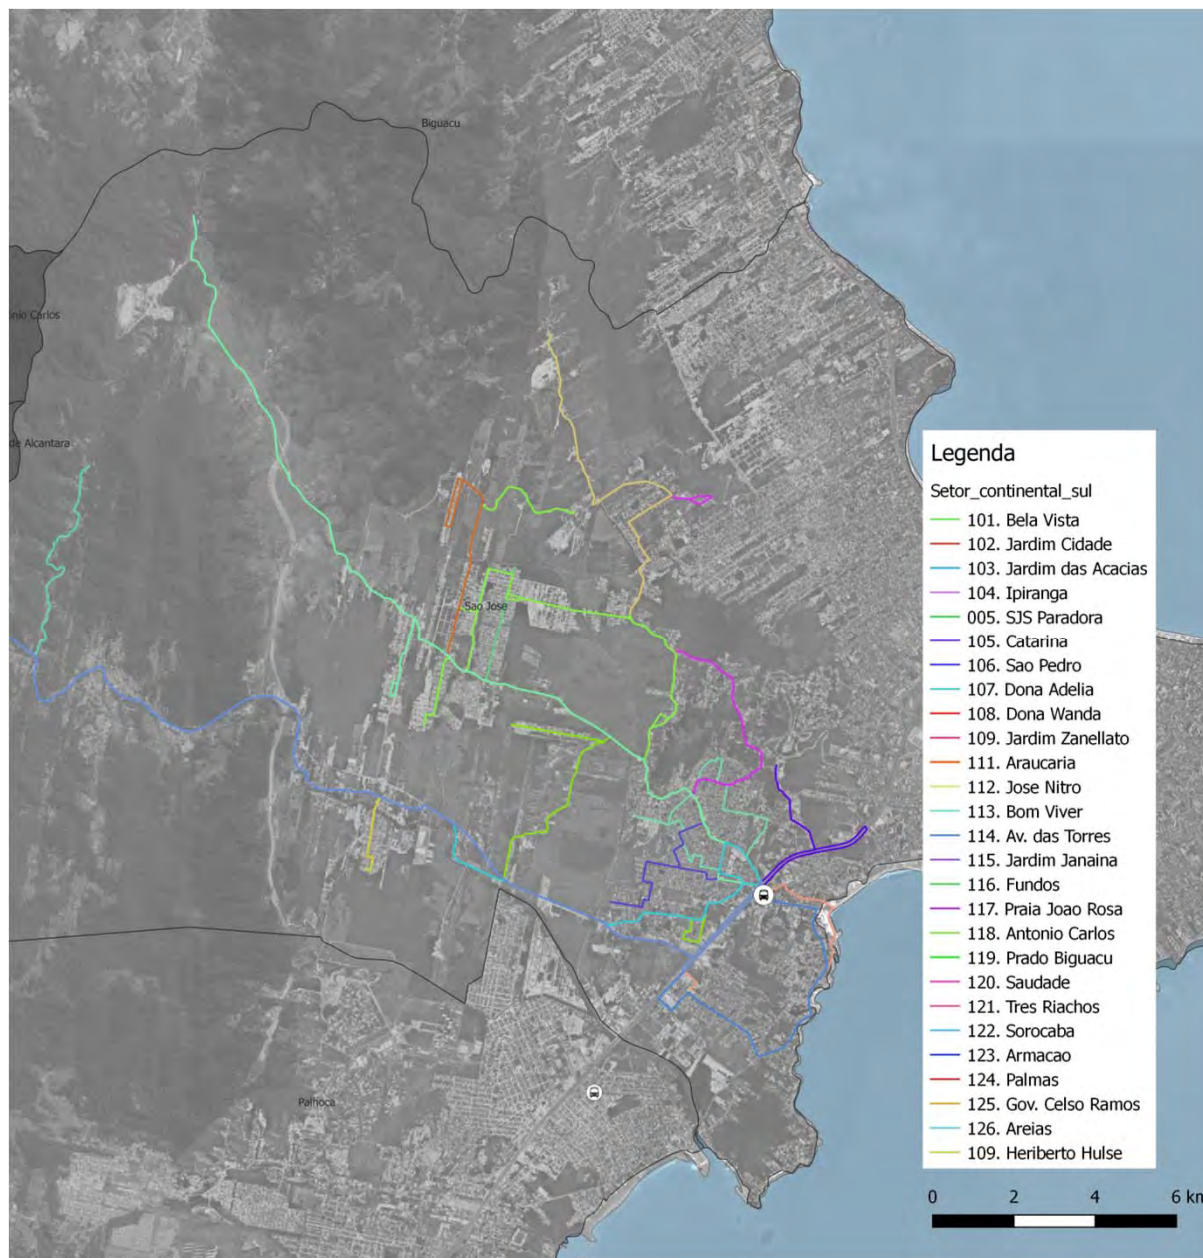 Biguacu
onio Carlos
de Alcantara
Sao Jose
Palhoca
Legenda
Setor_continental_sul
101. Bela Vista
102. Jardim Cidade
103. Jardim das Acacias
104. Ipiranga
005. SJS Paradora
105. Catarina
106. Sao Pedro
107. Dona Adelia
108. Dona Wanda
109. Jardim Zanellato
111. Araucaria
112. Jose Nitro
113. Bom Viver
114. Av. das Torres
115. Jardim Janaina
116. Fundos
117. Praia Joao Rosa
118. Antonio Carlos
119. Prado Biguacu
120. Saudade
121. Tres Riachos
122. Sorocaba
123. Armacao
124. Palmas
125. Gov. Celso Ramos
126. Areias
109. Heriberto Hulse
0 2 4 6 km